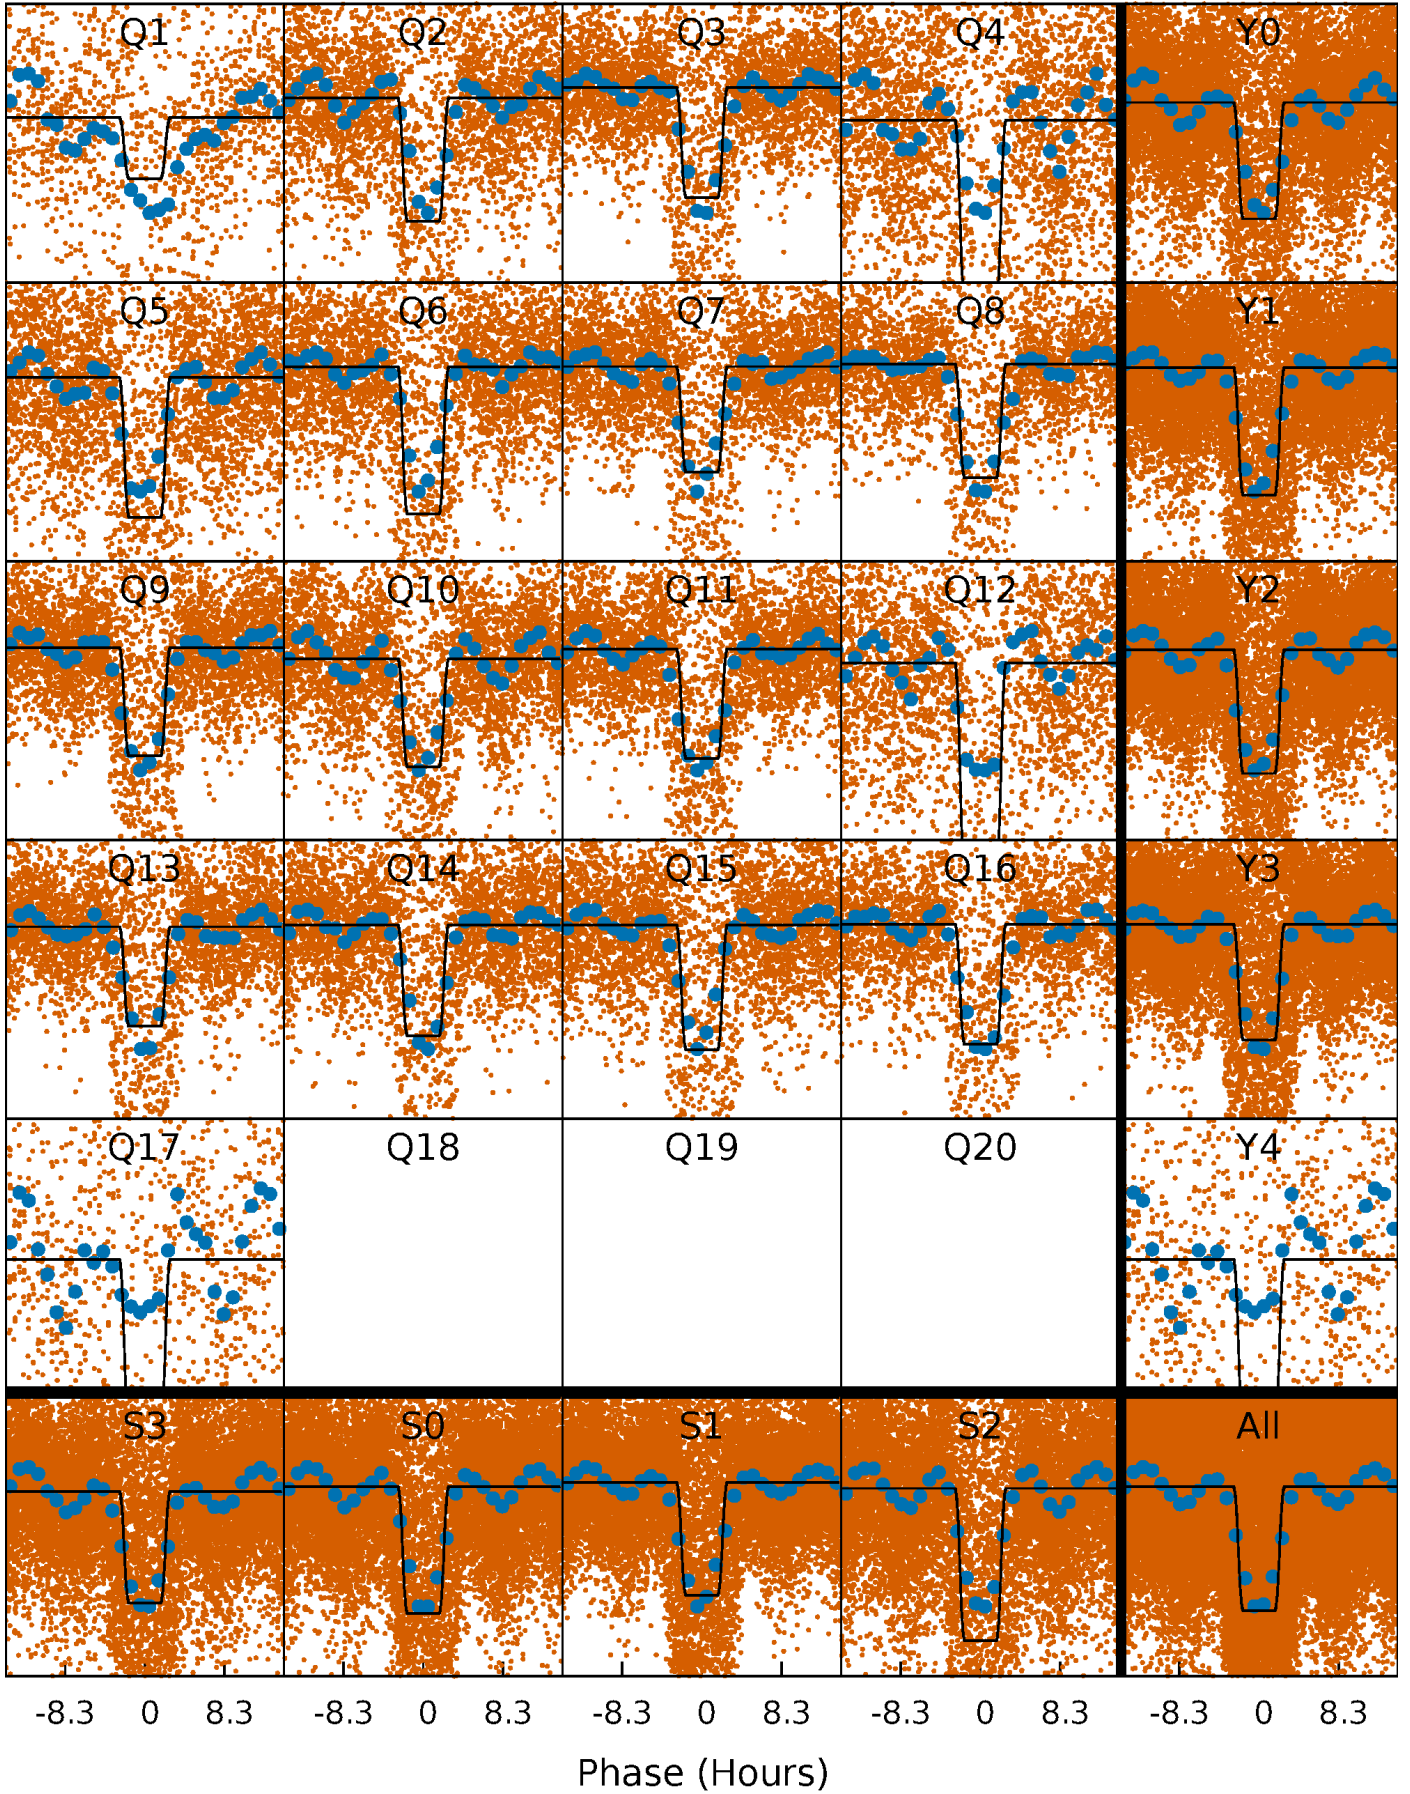 Q1 Q2 Q3 Q4 Y0
Q5 Q6 Q7 Q8 Y1
Q9 Q10 Q11 Q12 Y2
Q13 Q14 Q15 Q16 Y3
Q17 Q18 Q19 Q20 Y4
S3 S0 S1 S2 All
-8.3 0 8.3 -8.3 0 8.3 -8.3 0 8.3 -8.3 0 8.3 -8.3 0 8.3
Phase (Hours)